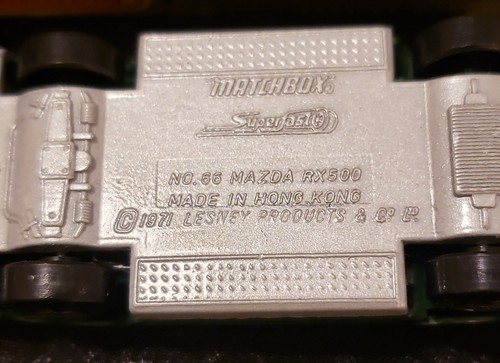 MATCHBOX
Superfast
NO. 66 MAZDA RX500
MADE IN HONG KONG
© 1971 LESNEY PRODUCTS & CO LTD